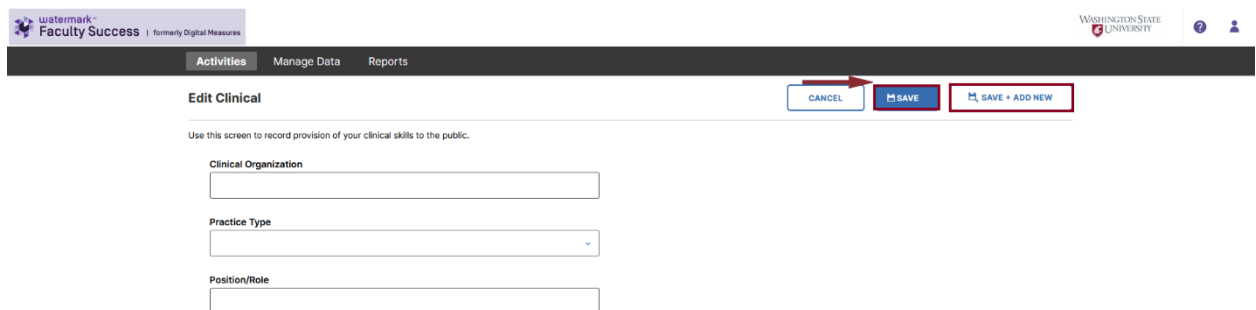 watermark™
Faculty Success | formerly Digital Measures
WASHINGTON STATE
UNIVERSITY
?
Activities Manage Data Reports
Edit Clinical
CANCEL SAVE SAVE + ADD NEW
Use this screen to record provision of your clinical skills to the public.
Clinical Organization
Practice Type
Position/Role